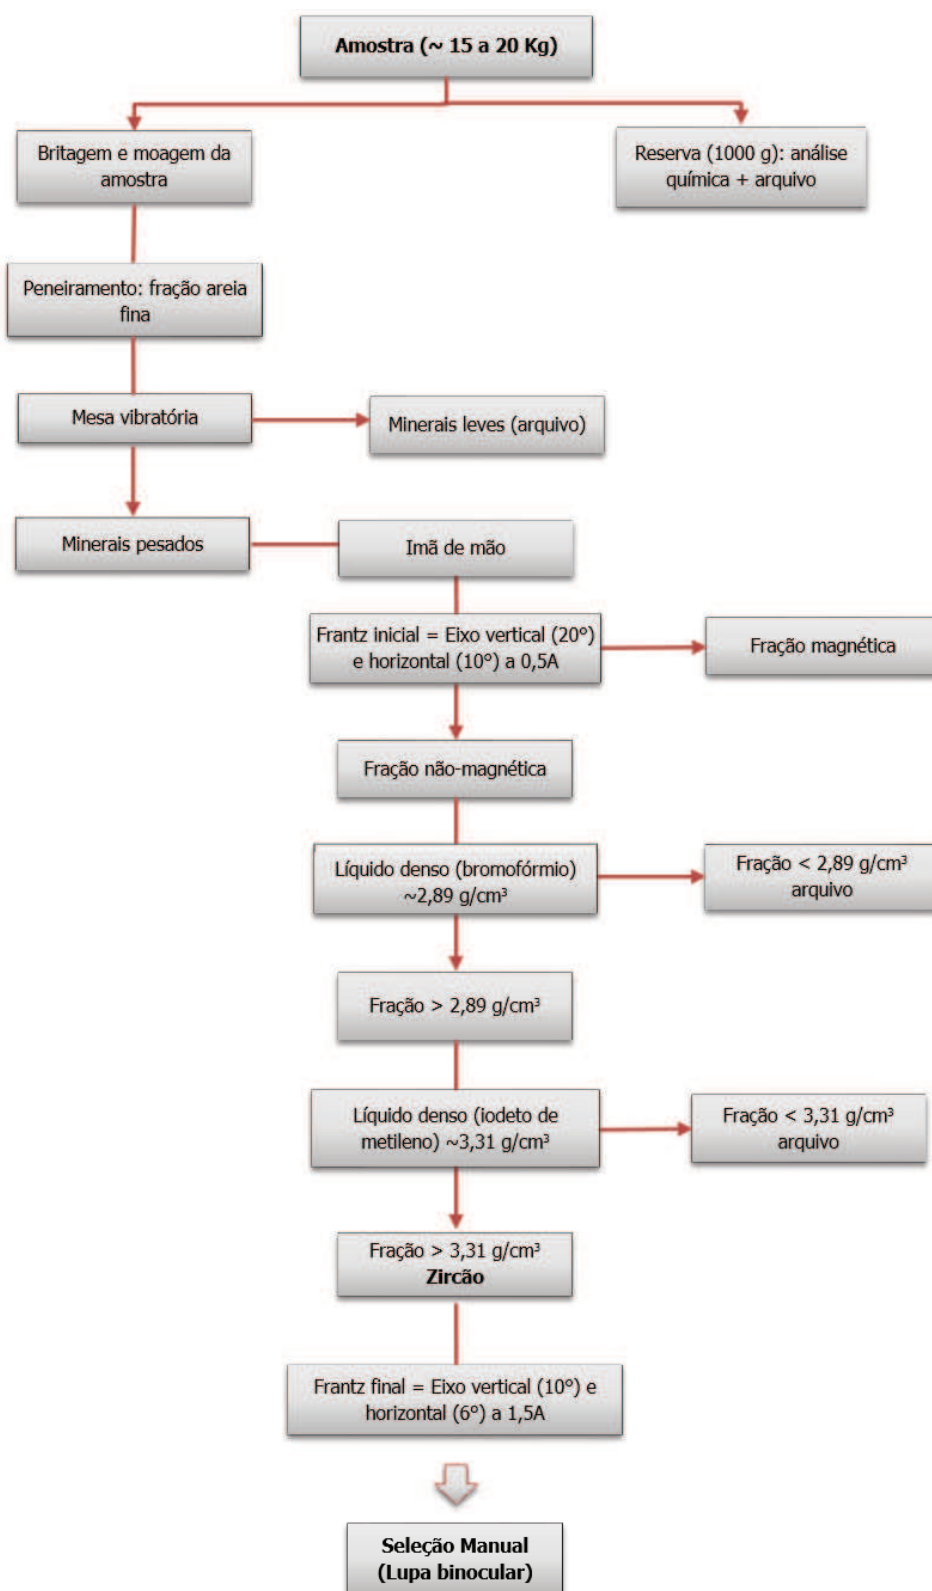 Amostra (~ 15 a 20 Kg)
Britagem e moagem da
amostra
Reserva (1000 g): análise
química + arquivo
Peneiramento: fração areia
fina
Mesa vibratória
Minerais leves (arquivo)
Minerais pesados
Imã de mão
Frantz inicial = Eixo vertical (20°)
e horizontal (10°) a 0,5A
Fração magnética
Fração não-magnética
Líquido denso (bromofórmio)
~2,89 g/cm³
Fração < 2,89 g/cm³
arquivo
Fração > 2,89 g/cm³
Líquido denso (iodeto de
metileno) ~3,31 g/cm³
Fração < 3,31 g/cm³
arquivo
Fração > 3,31 g/cm³
Zircão
Frantz final = Eixo vertical (10°) e
horizontal (6°) a 1,5A
Seleção Manual
(Lupa binocular)